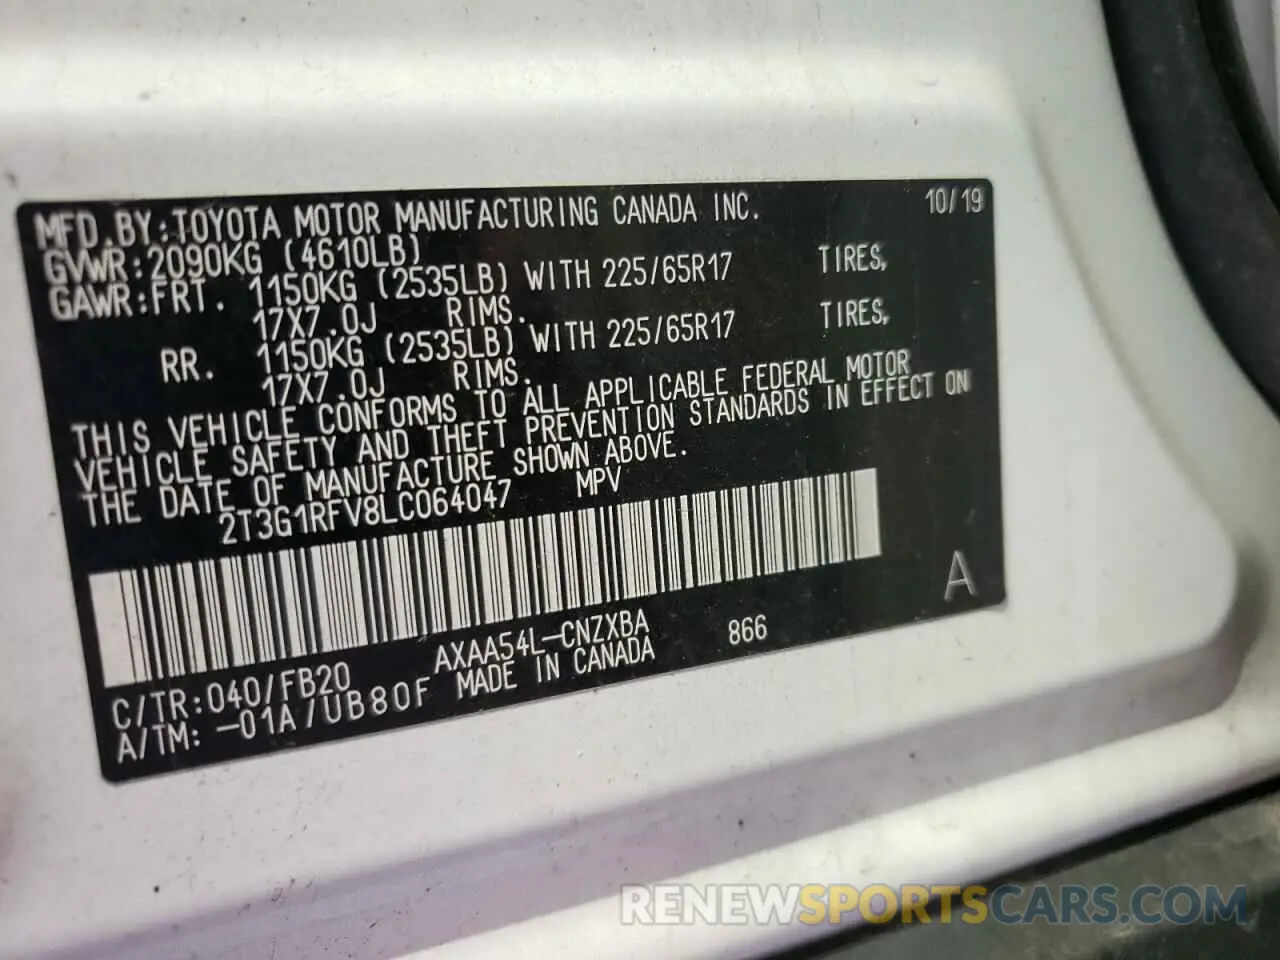 MFD.BY:TOYOTA MOTOR MANUFACTURING CANADA INC. 10/19
GVWR:2090KG (4610LB)
GAWR:FRT. 1150KG (2535LB) WITH 225/65R17 TIRES,
17X7.0J RIMS.
RR. 1150KG (2535LB) WITH 225/65R17 TIRES,
17X7.0J RIMS.
THIS VEHICLE CONFORMS TO ALL APPLICABLE FEDERAL MOTOR
VEHICLE SAFETY AND THEFT PREVENTION STANDARDS IN EFFECT ON
THE DATE OF MANUFACTURE SHOWN ABOVE.
2T3G1RFV8LC064047 MPV
A
C/TR:040/FB20 AXAA54L-CNZXBA 866
A/TM: -01A/UB80F MADE IN CANADA
RENEWSPORTSCARS.COM